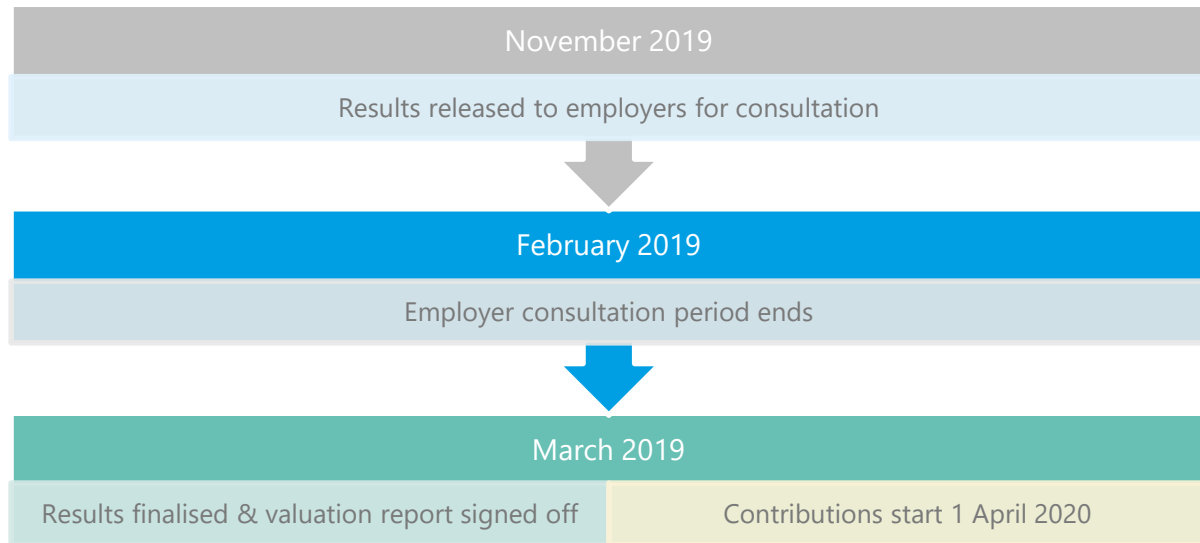 November 2019
Results released to employers for consultation
February 2019
Employer consultation period ends
March 2019
Results finalised & valuation report signed off
Contributions start 1 April 2020